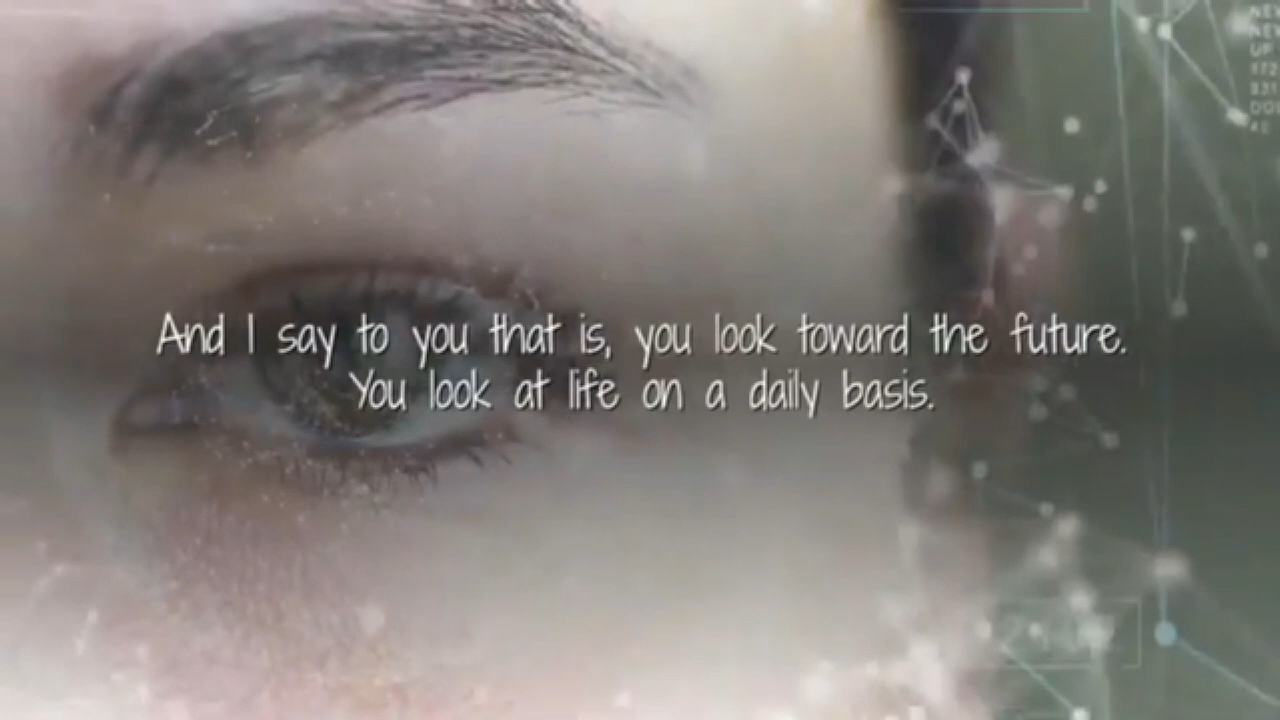 And I say to you that is, you look toward the future.
You look at life on a daily basis.